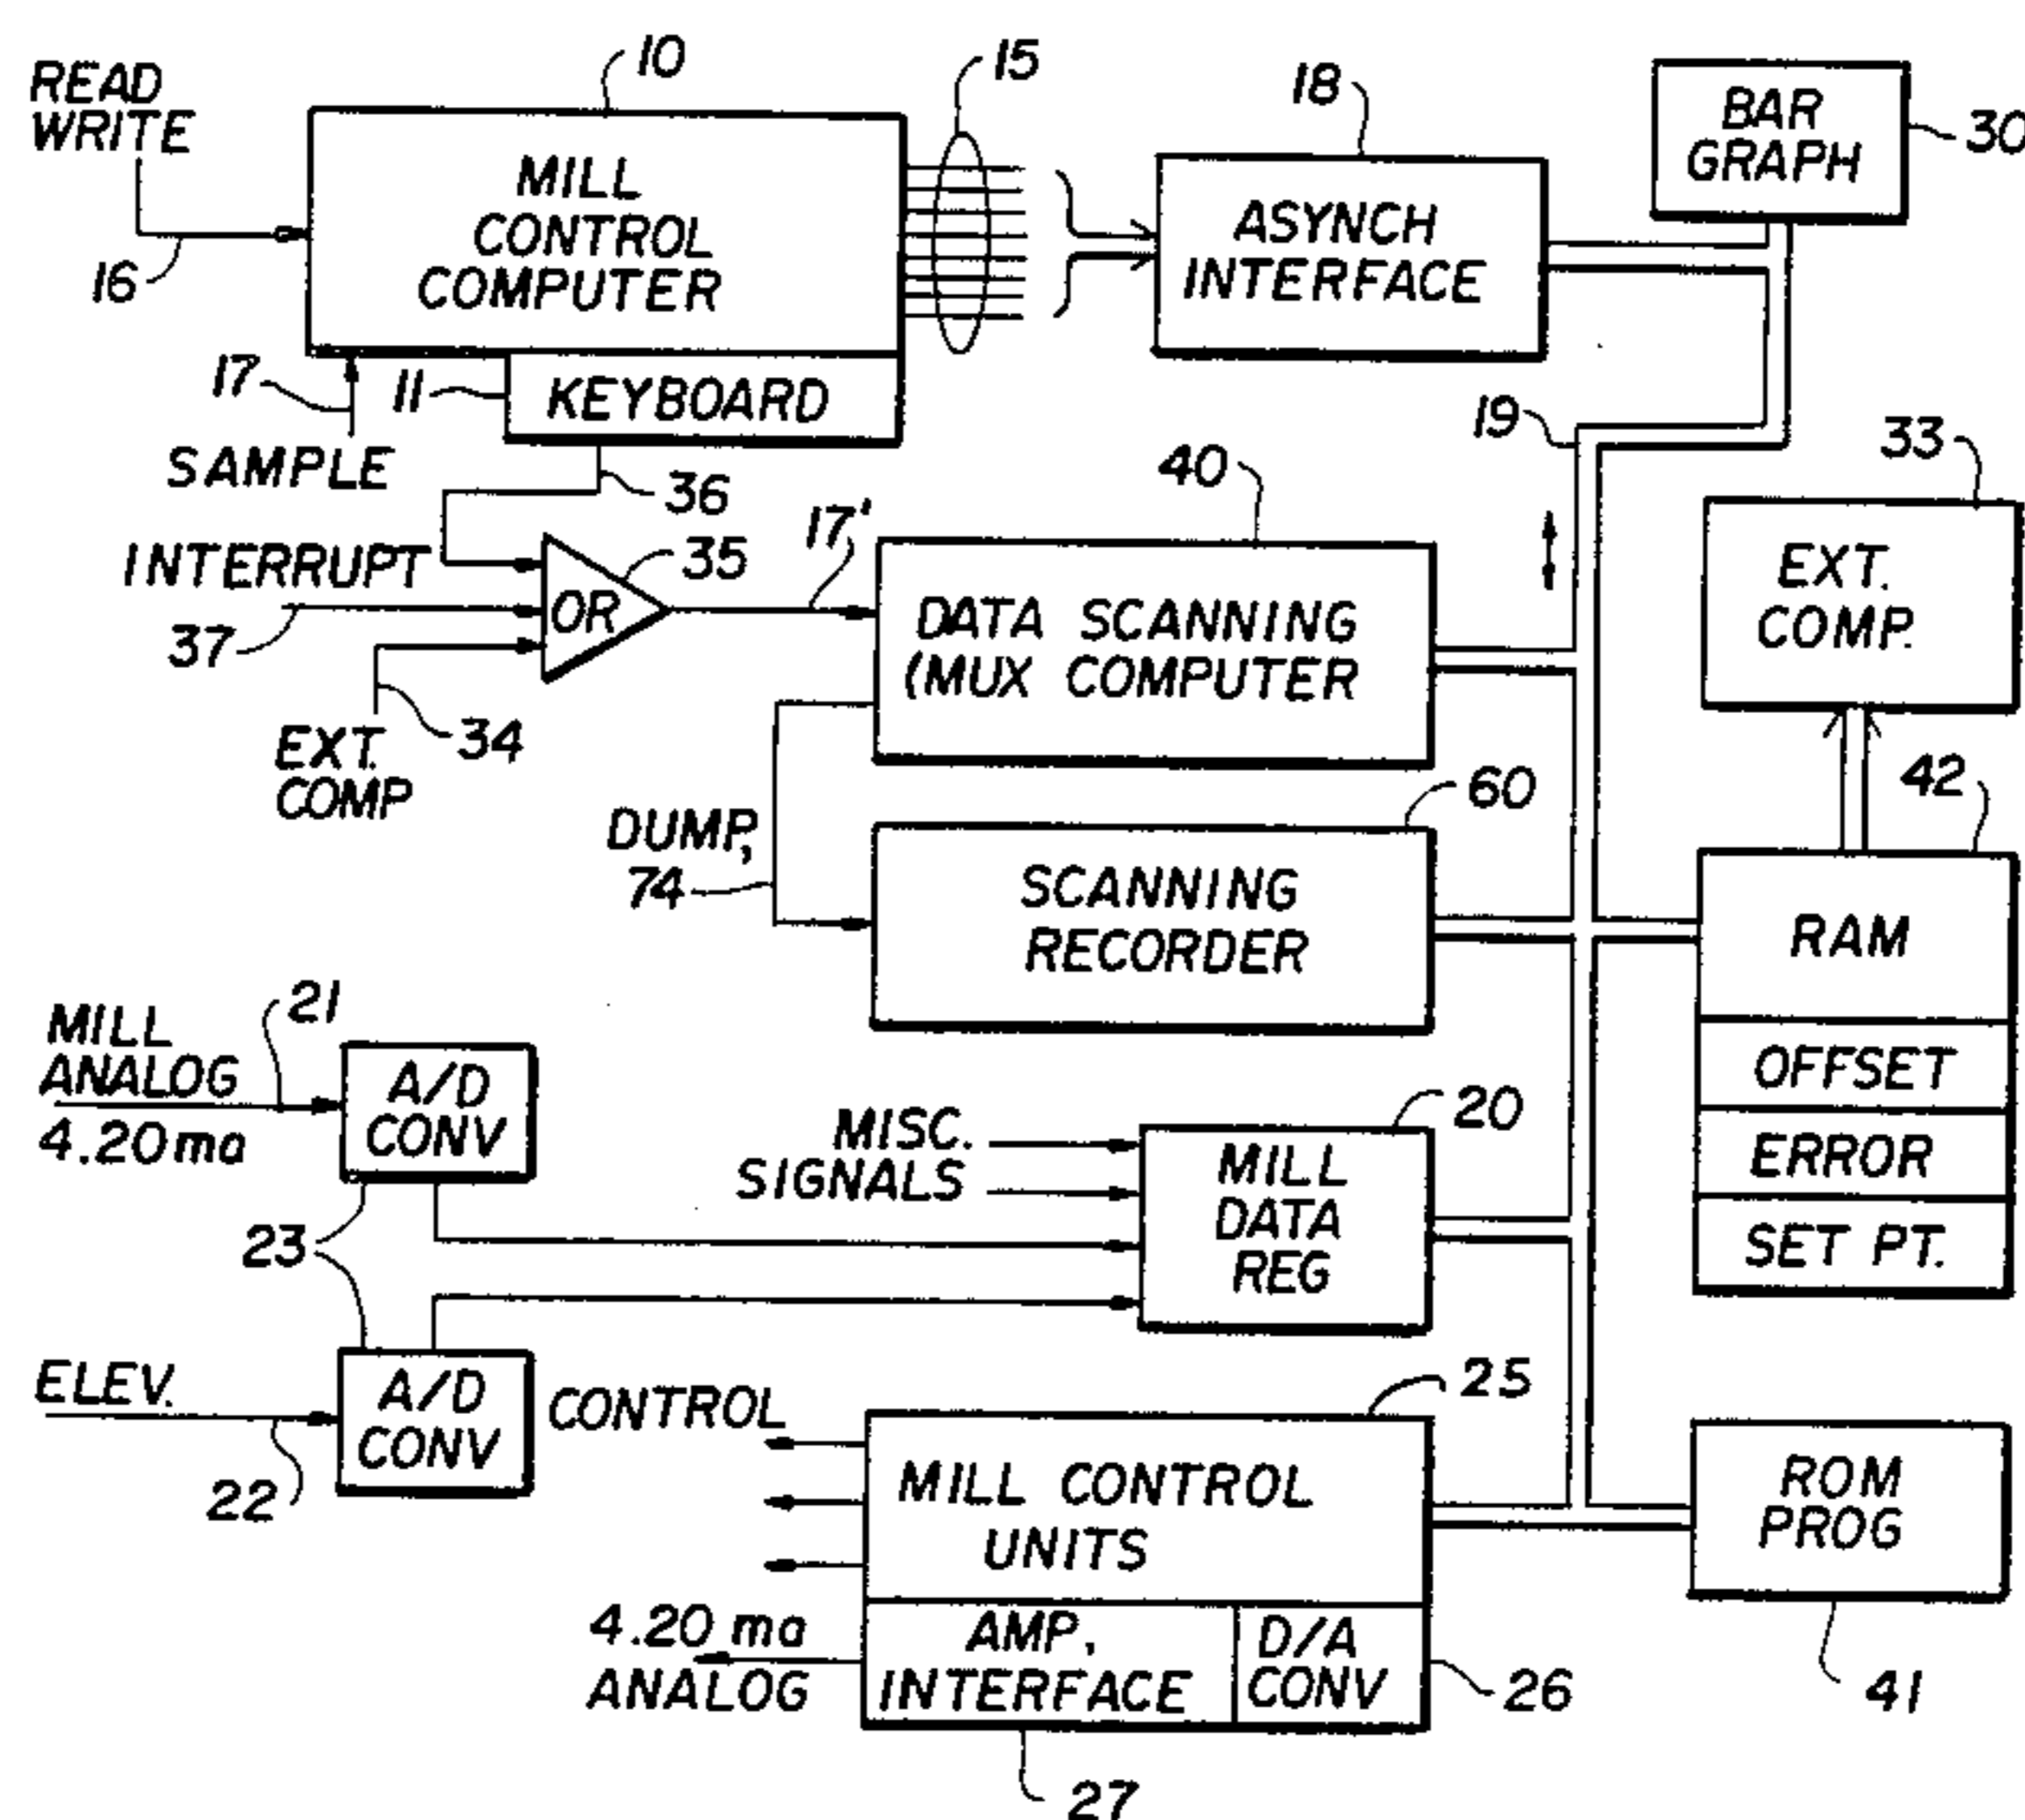 READ
WRITE
16
10
MILL
CONTROL
COMPUTER
15
18
ASYNCH
INTERFACE
BAR
GRAPH
30
17
SAMPLE
11
KEYBOARD
36
19
33
EXT.
COMP.
INTERRUPT
37
OR
35
17'
EXT.
COMP
34
40
DATA SCANNING
(MUX COMPUTER
DUMP,
74
60
SCANNING
RECORDER
42
RAM
OFFSET
ERROR
SET PT.
MILL
ANALOG
4.20ma
21
A/D
CONV
23
MISC.
SIGNALS
20
MILL
DATA
REG
ELEV.
22
A/D
CONV
CONTROL
25
MILL CONTROL
UNITS
4.20 ma
ANALOG
AMP,
INTERFACE
D/A
CONV
26
27
ROM
PROG
41